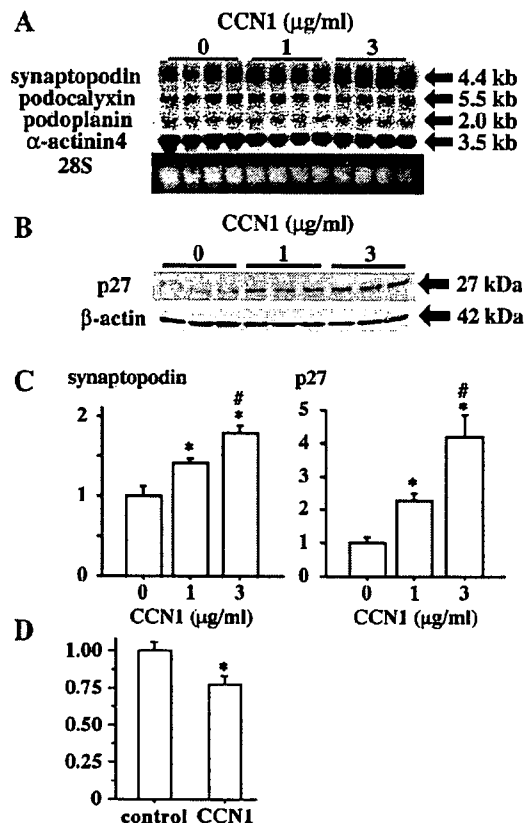 A
CCN1 (μg/ml)
0 1 3
synaptopodin 4.4 kb
podocalyxin 5.5 kb
podoplanin 2.0 kb
α-actinin4 3.5 kb
28S
B
CCN1 (μg/ml)
0 1 3
p27 27 kDa
β-actin 42 kDa
C synaptopodin p27
2
1
0
*
#
*
0 1 3
CCN1 (μg/ml)
5
4
3
2
1
0
*
#
*
0 1 3
CCN1 (μg/ml)
D
1.00
0.75
0.50
0.25
0
*
control CCN1